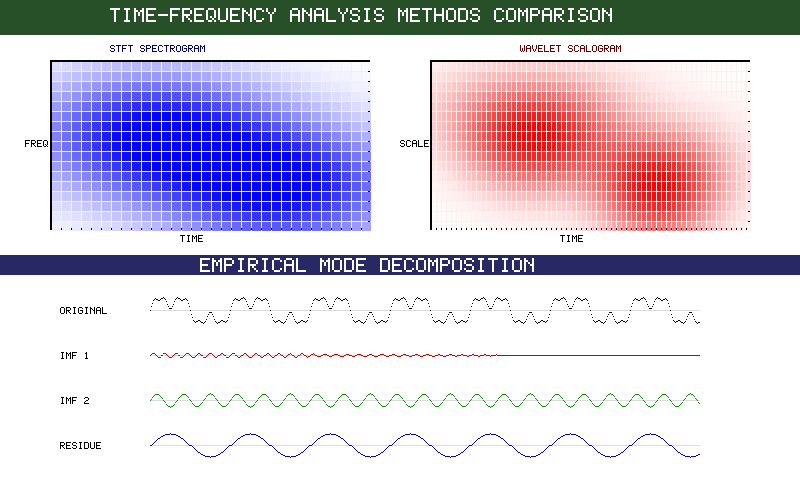 TIME-FREQUENCY ANALYSIS METHODS COMPARISON
STFT SPECTROGRAM
WAVELET SCALOGRAM
FREQ
SCALE
TIME
TIME
EMPIRICAL MODE DECOMPOSITION
ORIGINAL
IMF 1
IMF 2
RESIDUE